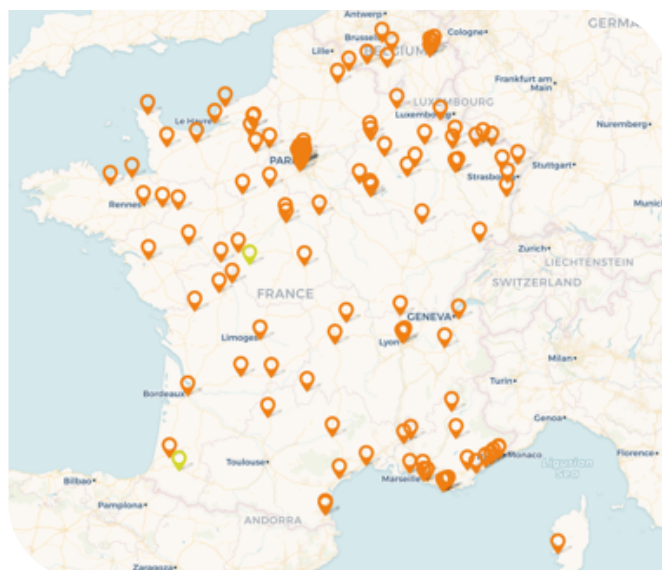 Antwerp
Brussel
Cologne
GERMA
Lille
BELGIUM
Frankfurt am
Main
LUXEMBOURG
Le Havre
Luxembourg
Nuremberg
PAR
Stuttgart
Strasbourg
Rennes
Munic
Zurich
LIECHTENSTEIN
SWITZERLAND
FRANCE
GENEVA
Limoges
Lyon
Milan
Turin
Bordeaux
Genoa
Monaco
Florence
Ligurian
Sea
Toulouse
Marseille
Bilbao
Pamplona
ANDORRA
Zaragoza